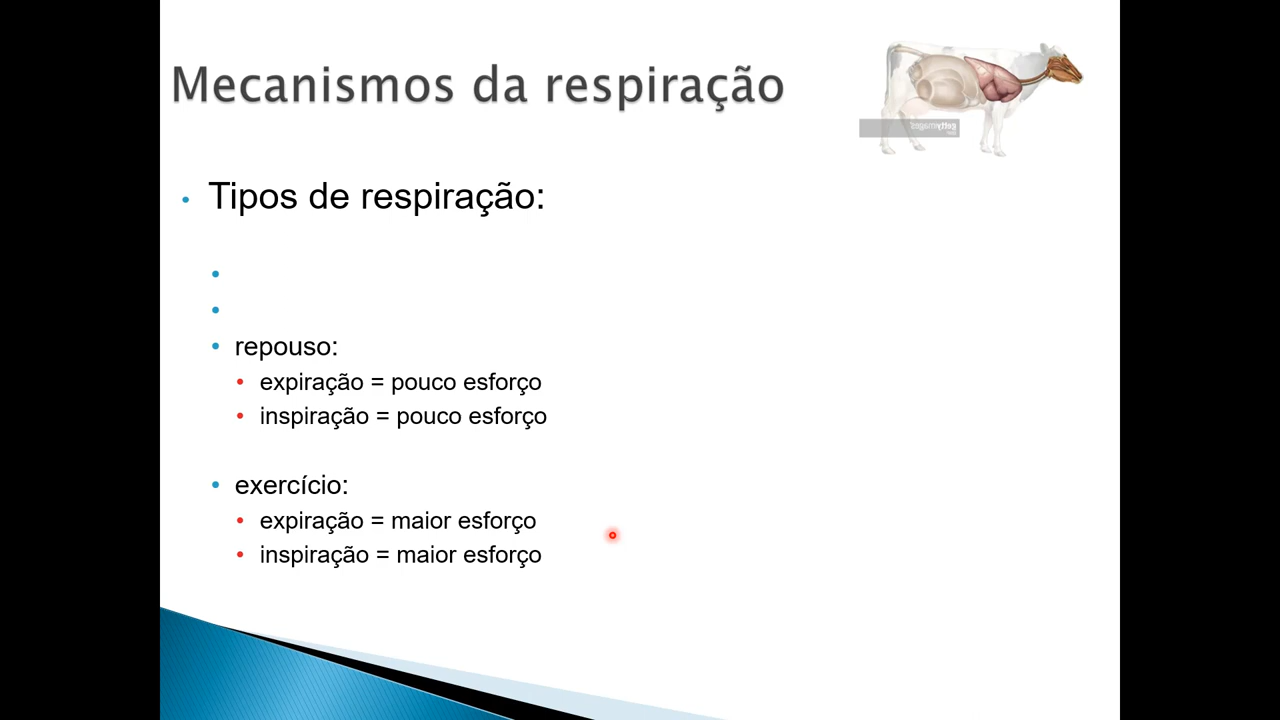 Mecanismos da respiração
gettyimages
• Tipos de respiração:
•
•
• repouso:
• expiração = pouco esforço
• inspiração = pouco esforço
• exercício:
• expiração = maior esforço
• inspiração = maior esforço